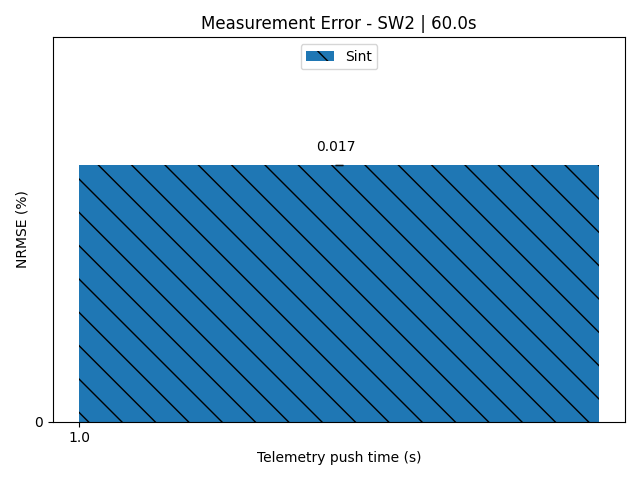 Measurement Error - SW2 | 60.0s
Sint
0.017
NRMSE (%)
0
1.0
Telemetry push time (s)